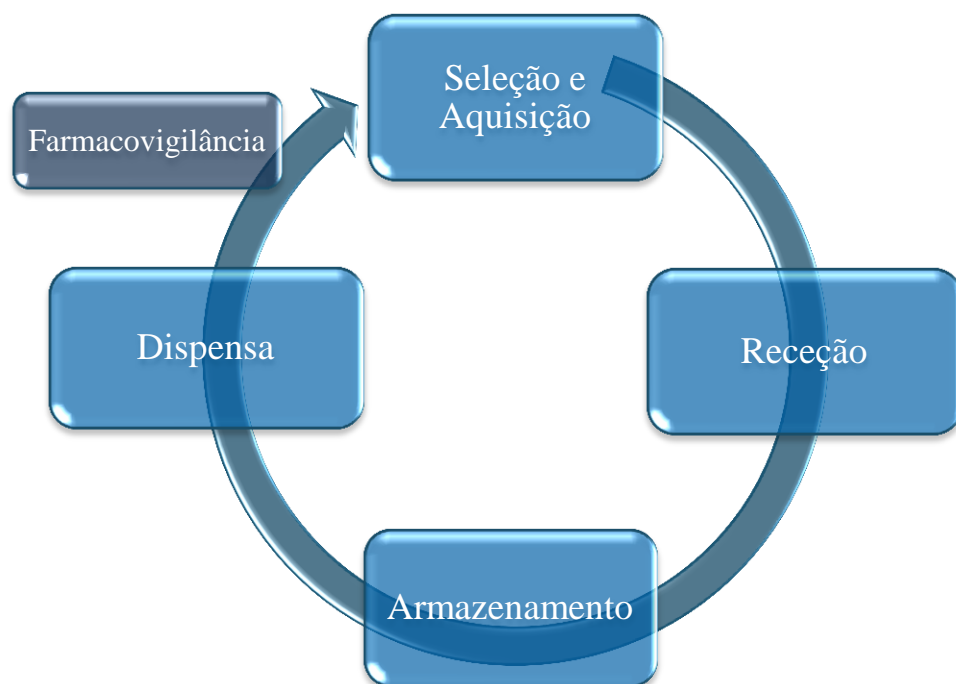 Seleção e
Aquisição
Farmacovigilância
Dispensa
Receção
Armazenamento